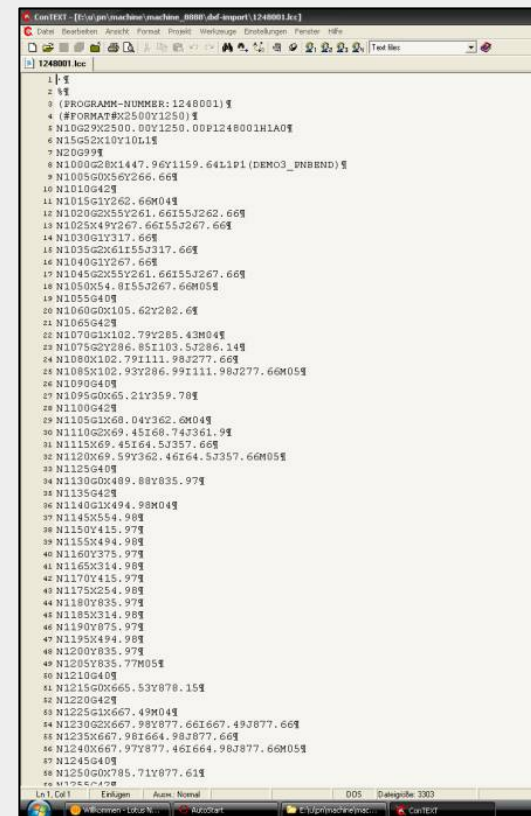 ConTEXT - [E:\u\pn\machine\machine_8888\dxf-import\1248001.lcc]
Datei Bearbeiten Ansicht Format Projekt Werkzeuge Einstellungen Fenster Hilfe
Text files
1248001.lcc
1 ¶
2 %¶
3 (PROGRAMM-NUMMER:1248001)¶
4 (#FORMAT#X2500.00Y1250)¶
5 N10G29X2500.00Y1250.00P1248001H1A0¶
6 N15G52X10Y10L1¶
7 N20G99¶
8 N1000G28X1447.96Y1159.64L1P1(DEMO3_PNBEND)¶
9 N1005G0X56Y266.66¶
10 N1010G42¶
11 N1015G1Y262.66M04¶
12 N1020G2X55Y261.66I55J262.66¶
13 N1025X49Y267.66I55J267.66¶
14 N1030G1Y317.66¶
15 N1035G2X61I55J317.66¶
16 N1040G1Y267.66¶
17 N1045G2X55Y261.66I55J267.66¶
18 N1050X54.8I55J267.66M05¶
19 N1055G40¶
20 N1060G0X105.62Y282.6¶
21 N1065G42¶
22 N1070G1X102.79Y285.43M04¶
23 N1075G2Y286.85I103.5J286.14¶
24 N1080X102.79I111.98J277.66¶
25 N1085X102.93Y286.99I111.98J277.66M05¶
26 N1090G40¶
27 N1095G0X65.21Y359.78¶
28 N1100G42¶
29 N1105G1X68.04Y362.6M04¶
30 N1110G2X69.45I68.74J361.9¶
31 N1115X69.45I64.5J357.66¶
32 N1120X69.59Y362.46I64.5J357.66M05¶
33 N1125G40¶
34 N1130G0X489.88Y835.97¶
35 N1135G42¶
36 N1140G1X494.98M04¶
37 N1145X554.98¶
38 N1150Y415.97¶
39 N1155X494.98¶
40 N1160Y375.97¶
41 N1165X314.98¶
42 N1170Y415.97¶
43 N1175X254.98¶
44 N1180Y835.97¶
45 N1185X314.98¶
46 N1190Y875.97¶
47 N1195X494.98¶
48 N1200Y835.97¶
49 N1205Y835.77M05¶
50 N1210G40¶
51 N1215G0X665.53Y878.15¶
52 N1220G42¶
53 N1225G1X667.49M04¶
54 N1230G2X667.98Y877.66I667.49J877.66¶
55 N1235X667.98I664.98J877.66¶
56 N1240X667.97Y877.46I664.98J877.66M05¶
57 N1245G40¶
58 N1250G0X785.71Y877.61¶
59 N1255G42¶
Ln 1, Col 1 Einfügen Ausw.: Normal DOS Dateigröße: 3303
Willkommen - Lotus N... AutoStart E:\u\pn\machine\mac... ConTEXT